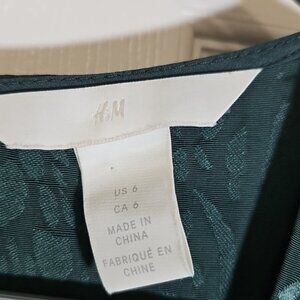 H&M
US 6
CA 6
MADE IN
CHINA
FABRIQUÉ EN
CHINE